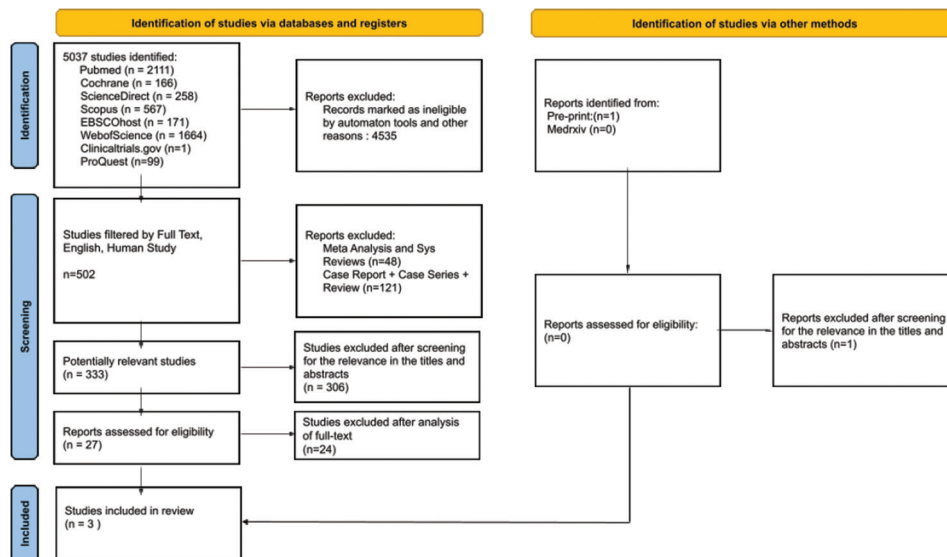 Identification of studies via databases and registers
Identification of studies via other methods
Identification
5037 studies identified:
Pubmed (n = 2111)
Cochrane (n = 166)
ScienceDirect (n = 258)
Scopus (n = 567)
EBSCOhost (n = 171)
WebofScience (n = 1664)
Clinicaltrials.gov (n=1)
ProQuest (n=99)
Reports excluded:
Records marked as ineligible
by automaton tools and other
reasons : 4535
Reports identified from:
Pre-print:(n=1)
Medrxiv (n=0)
Screening
Studies filtered by Full Text,
English, Human Study
n=502
Reports excluded:
Meta Analysis and Sys
Reviews (n=48)
Case Report + Case Series +
Review (n=121)
Potentially relevant studies
n = 333)
Studies excluded after screening
for the relevance in the titles and
abstracts
(n = 306)
Reports assessed for eligibility
(n = 27)
Studies excluded after analysis
of full-text
(n=24)
Reports assessed for eligibility:
(n=0)
Reports excluded after screening
for the relevance in the titles and
abstracts (n=1)
Included
Studies included in review
(n = 3 )